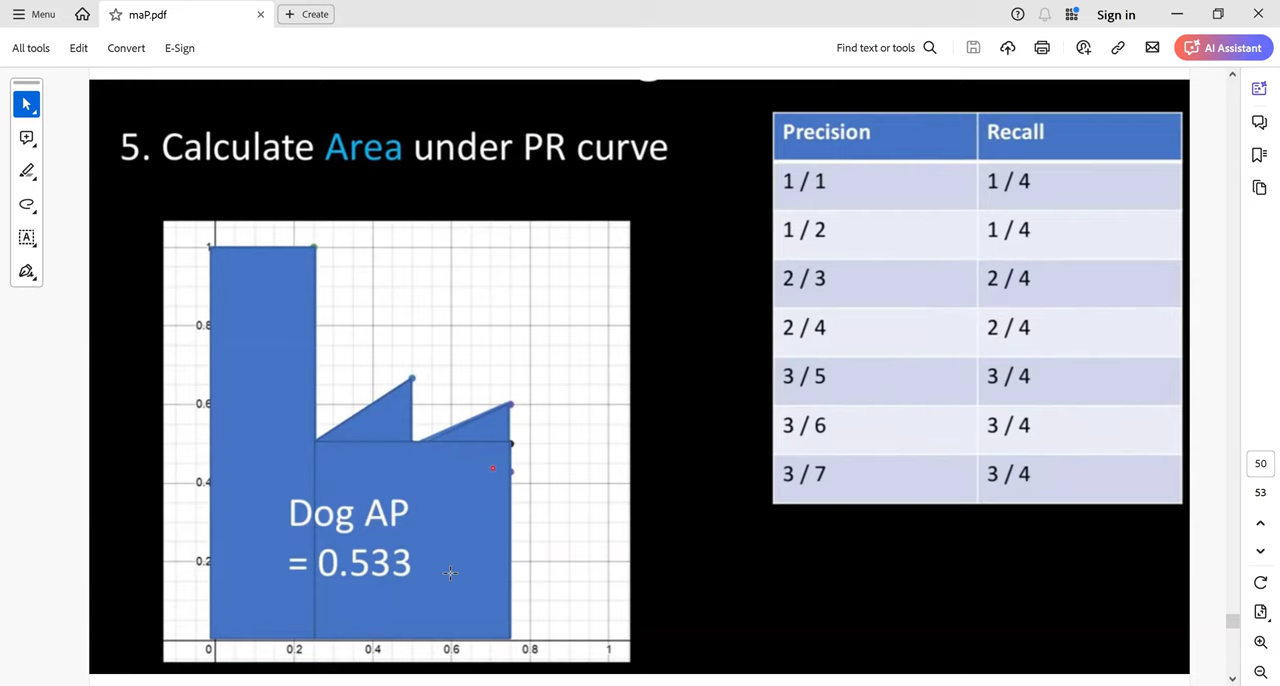 Menu
maP.pdf
Create
Sign in
All tools
Edit
Convert
E-Sign
Find text or tools
AI Assistant
5. Calculate Area under PR curve
Precision Recall
1 / 1 1 / 4
1 / 2 1 / 4
2 / 3 2 / 4
2 / 4 2 / 4
3 / 5 3 / 4
3 / 6 3 / 4
3 / 7 3 / 4
1
0.8
0.6
0.4
0.2
Dog AP
= 0.533
0 0.2 0.4 0.6 0.8 1
50
53